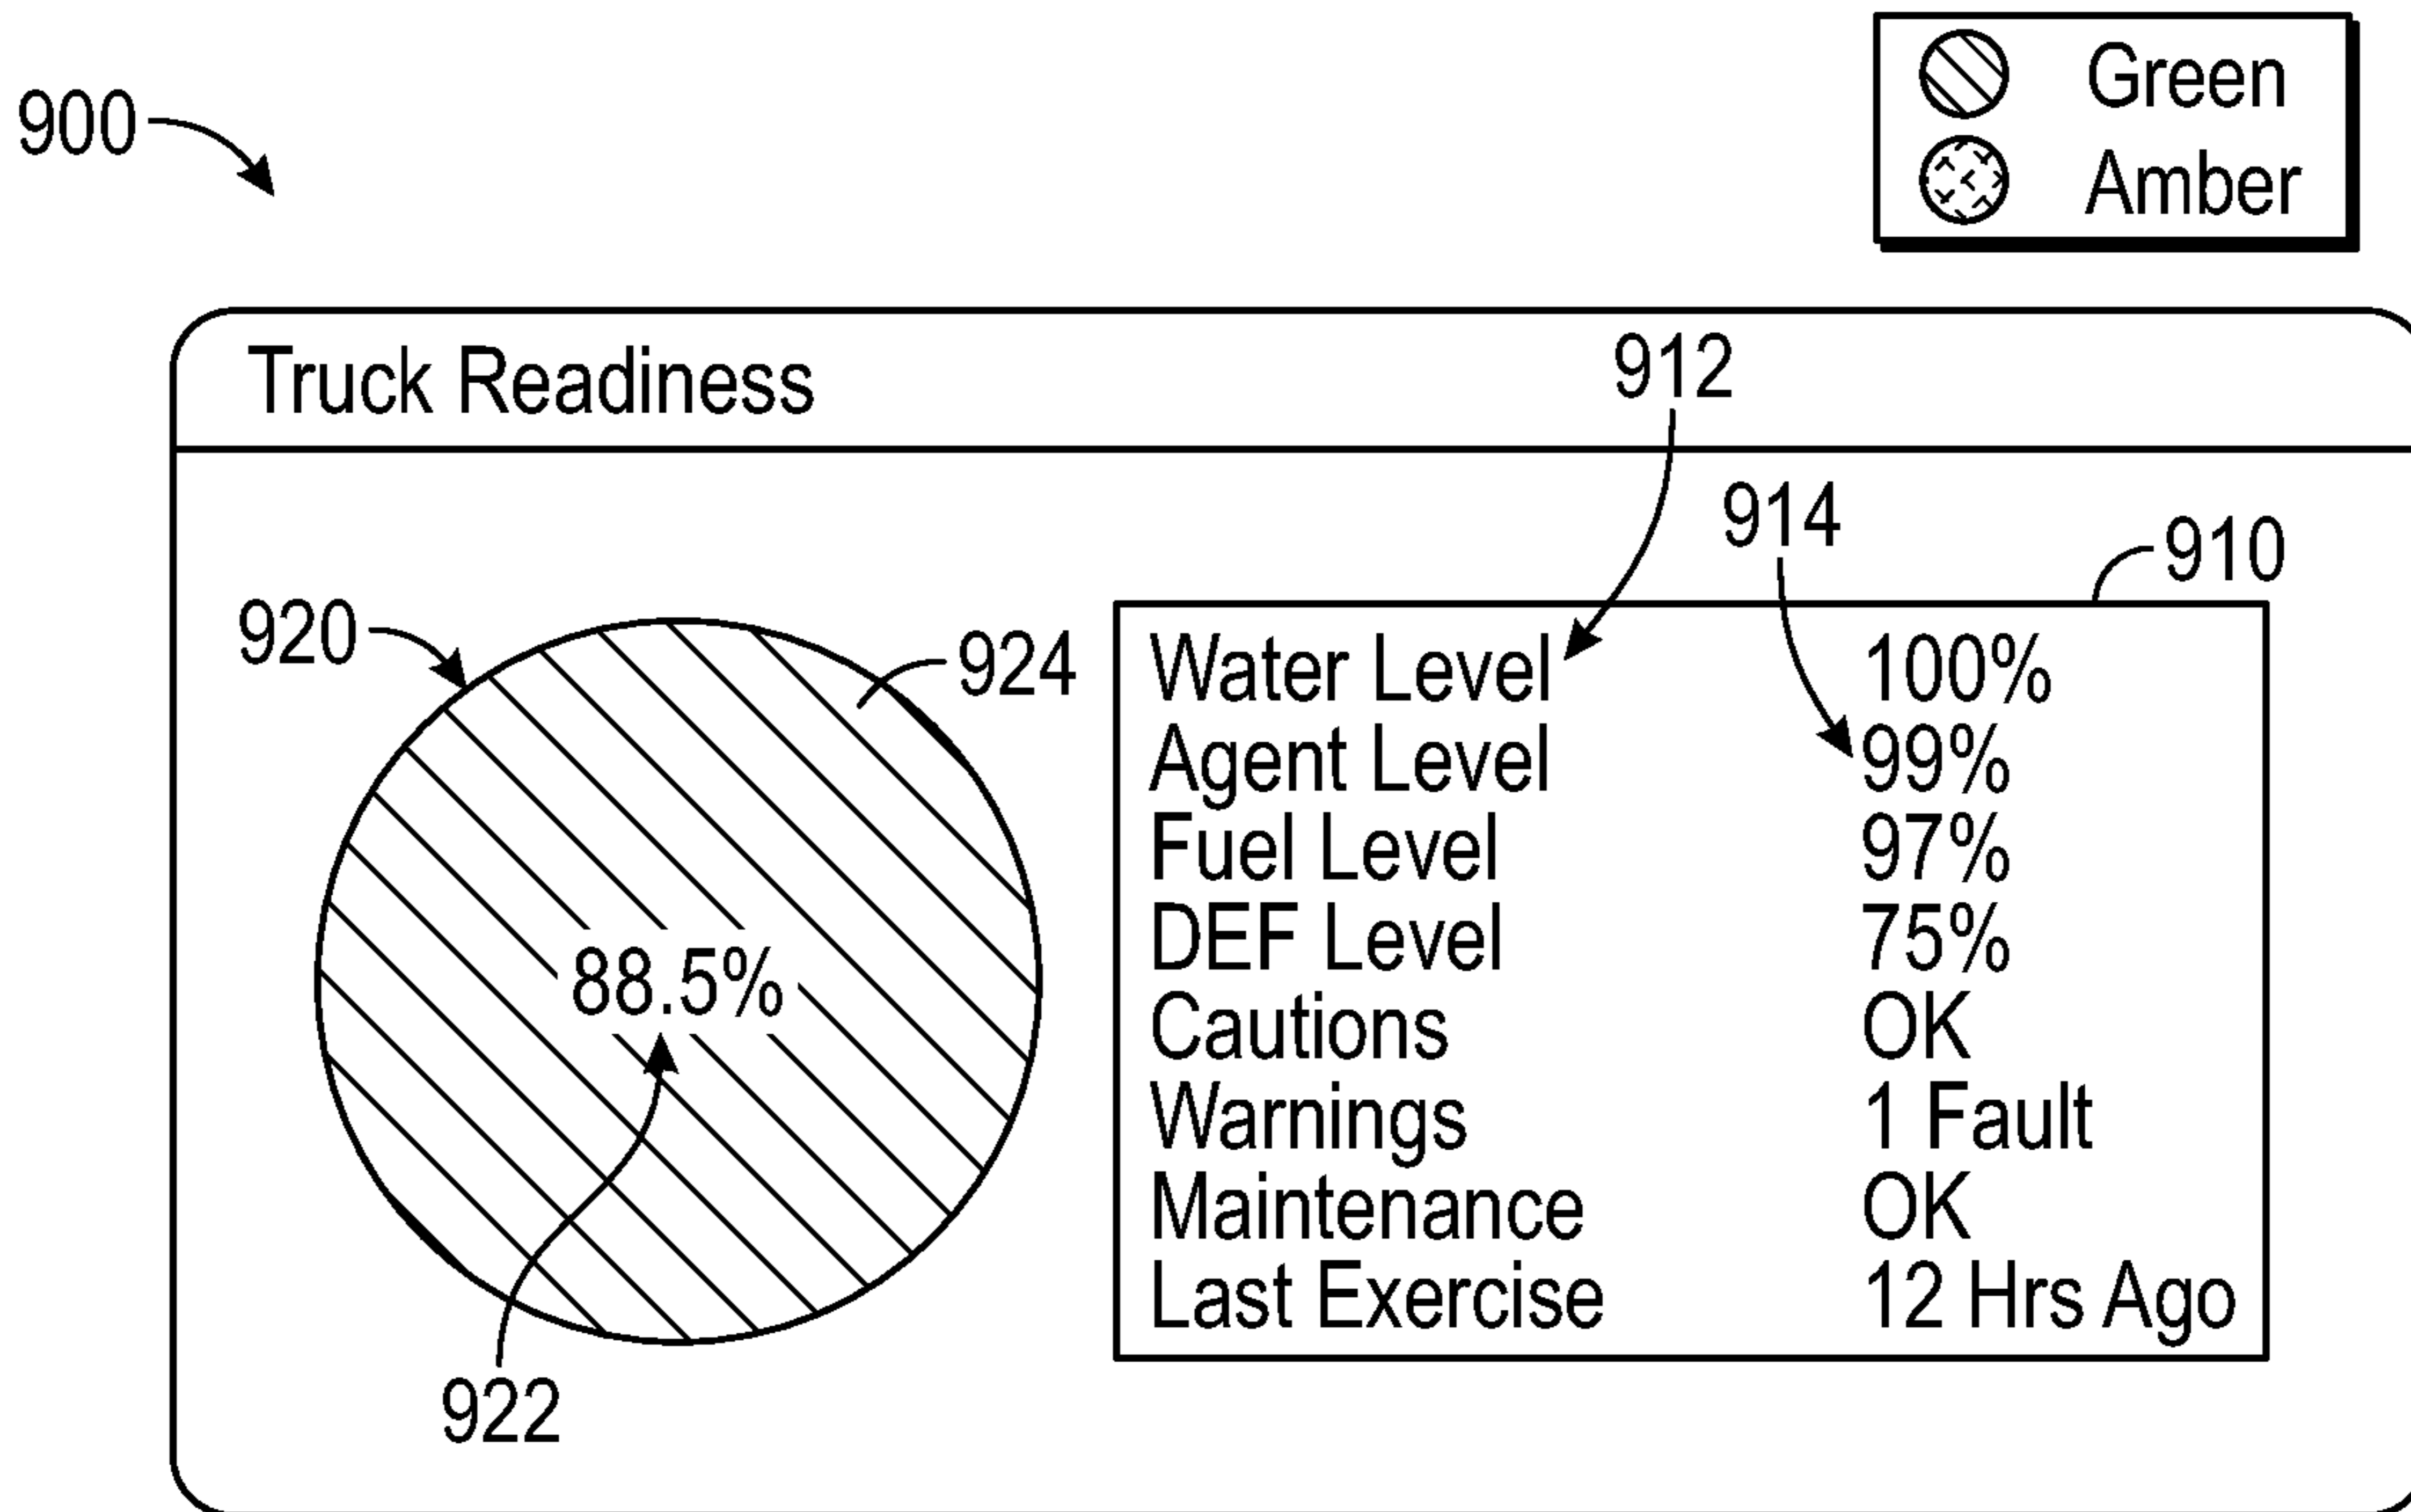 Green
900
Amber
Truck Readiness
912
914
910
920
924
Water Level 100%
Agent Level 99%
Fuel Level 97%
DEF Level 75%
88.5%
Cautions OK
Warnings 1 Fault
Maintenance OK
Last Exercise 12 Hrs Ago
922